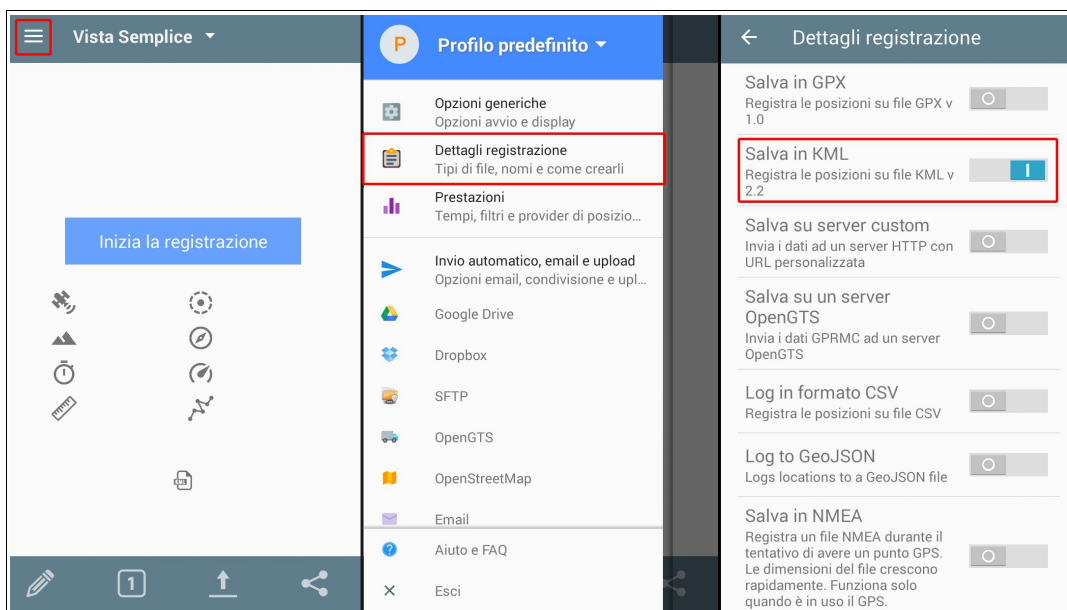 Vista Semplice
Inizia la registrazione
1
P
Profilo predefinito
Opzioni generiche
Opzioni avvio e display
Dettagli registrazione
Tipi di file, nomi e come crearli
Prestazioni
Tempi, filtri e provider di posizio...
Invio automatico, email e upload
Opzioni email, condivisione e upl...
Google Drive
Dropbox
SFTP
OpenGTS
OpenStreetMap
Email
Aiuto e FAQ
Esci
Dettagli registrazione
Salva in GPX
Registra le posizioni su file GPX v
1.0
Salva in KML
Registra le posizioni su file KML v
2.2
Salva su server custom
Invia i dati ad un server HTTP con
URL personalizzata
Salva su un server
OpenGTS
Invia i dati GPRMC ad un server
OpenGTS
Log in formato CSV
Registra le posizioni su file CSV
Log to GeoJSON
Logs locations to a GeoJSON file
Salva in NMEA
Registra un file NMEA durante il
tentativo di avere un punto GPS.
Le dimensioni del file crescono
rapidamente. Funziona solo
quando è in uso il GPS.